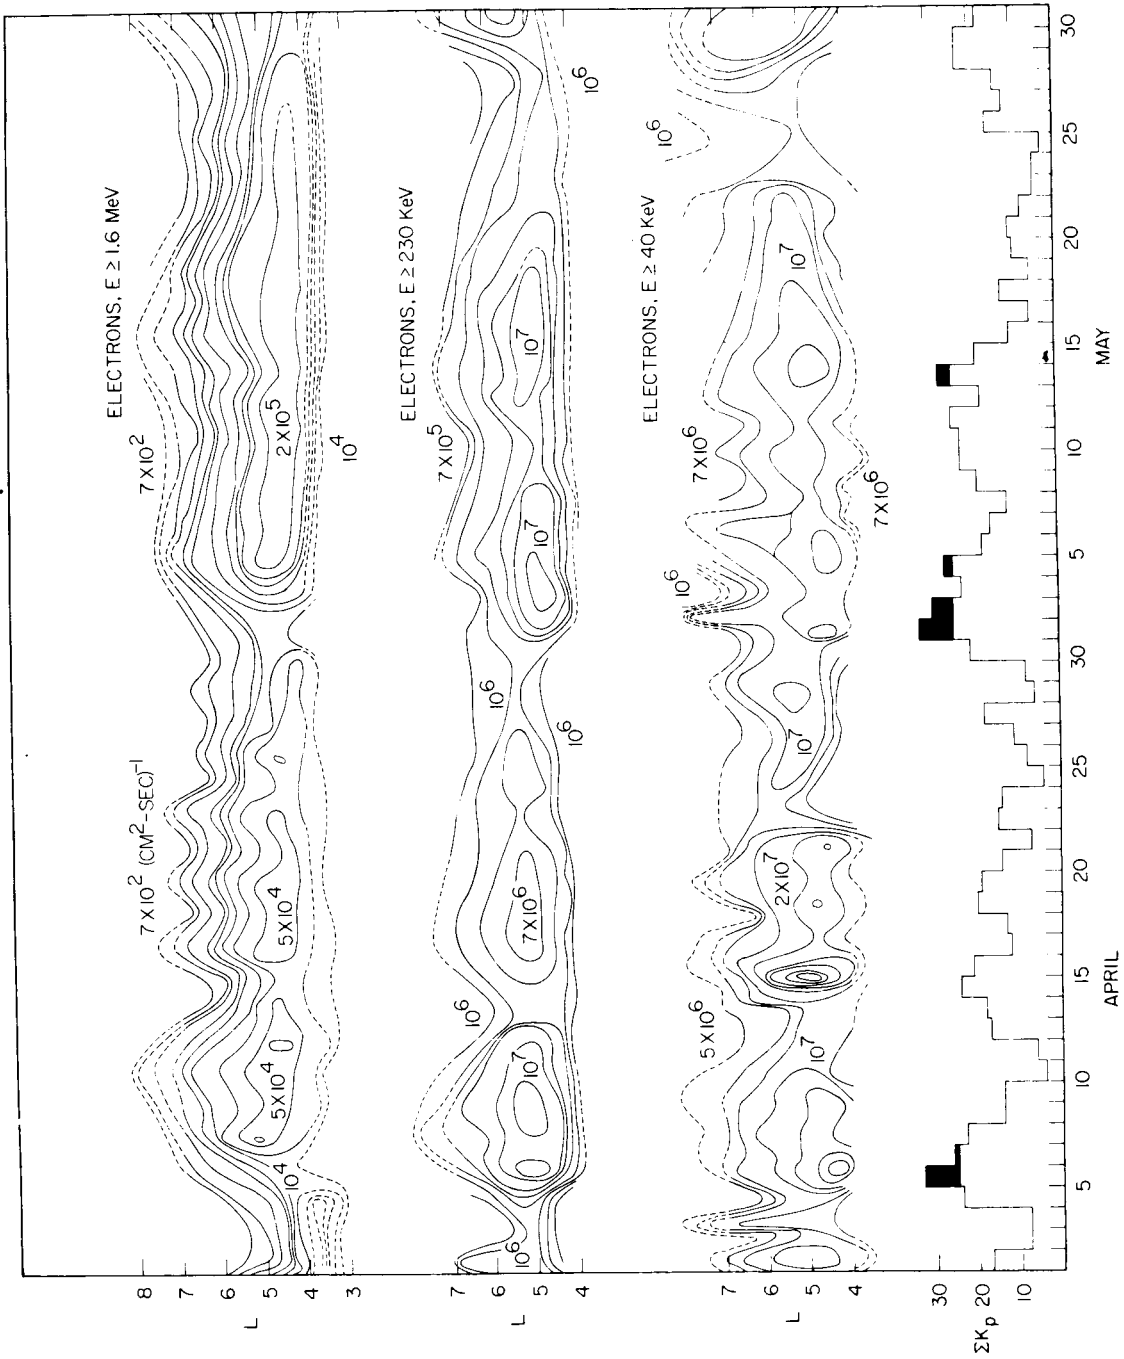 ELECTRONS, E ≥ 1.6 MeV
7 X 10² (CM²-SEC)⁻¹
7 X 10²
5 X 10⁴
5 X 10⁴
2 X 10⁵
10⁴
10⁴
8
7
6
5
4
3
L
ELECTRONS, E ≥ 230 KeV
10⁶
10⁶
7 X 10⁵
10⁷
7 X 10⁶
10⁷
10⁷
10⁶
10⁶
10⁶
7
6
5
4
L
ELECTRONS, E ≥ 40 KeV
5 X 10⁶
10⁶
7 X 10⁶
10⁶
10⁷
2 X 10⁷
10⁷
10⁷
7 X 10⁶
7
6
5
4
L
30
20
10
ΣKp
5 10 15 20 25 30 5 10 15 20 25 30
APRIL MAY